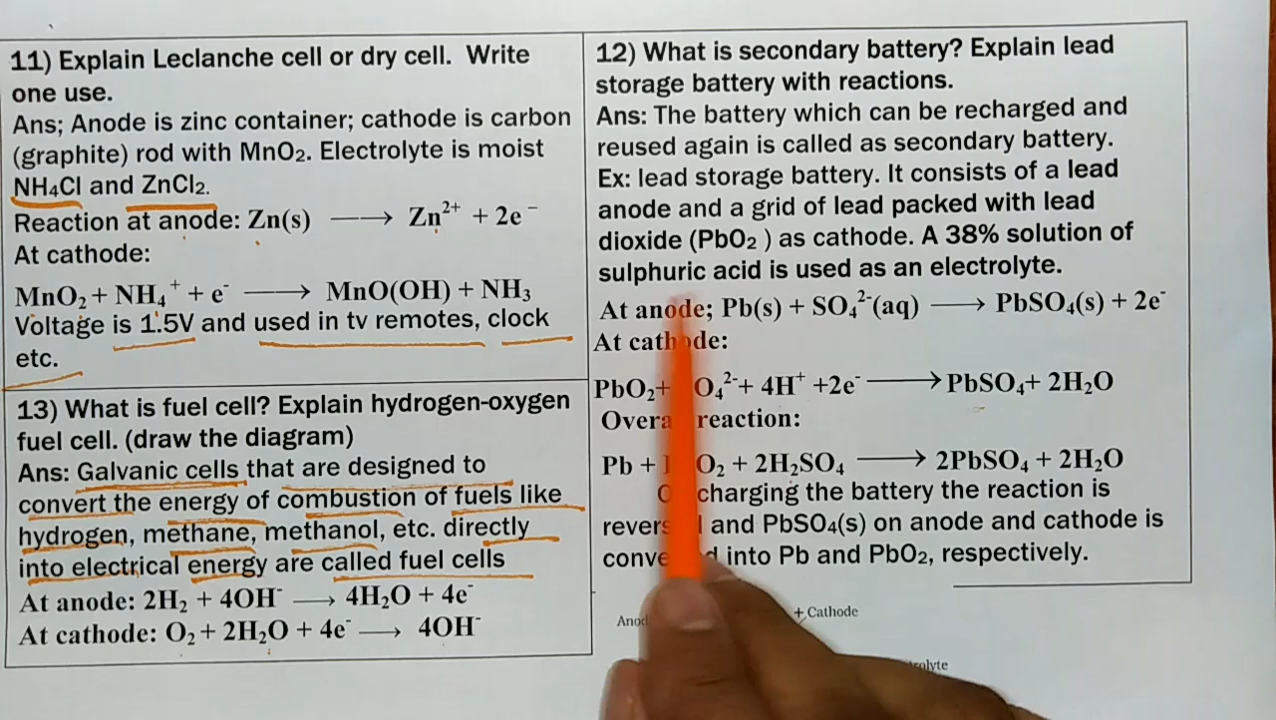 11) Explain Leclanche cell or dry cell. Write
one use.
Ans; Anode is zinc container; cathode is carbon
(graphite) rod with MnO₂. Electrolyte is moist
NH₄Cl and ZnCl₂.
Reaction at anode: Zn(s) ⟶ Zn²⁺ + 2e⁻
At cathode:
MnO₂ + NH₄⁺ + e⁻ ⟶ MnO(OH) + NH₃
Voltage is 1.5V and used in tv remotes, clock
etc.
13) What is fuel cell? Explain hydrogen-oxygen
fuel cell. (draw the diagram)
Ans: Galvanic cells that are designed to
convert the energy of combustion of fuels like
hydrogen, methane, methanol, etc. directly
into electrical energy are called fuel cells
At anode: 2H₂ + 4OH⁻ ⟶ 4H₂O + 4e⁻
At cathode: O₂ + 2H₂O + 4e⁻ ⟶ 4OH⁻
12) What is secondary battery? Explain lead
storage battery with reactions.
Ans: The battery which can be recharged and
reused again is called as secondary battery.
Ex: lead storage battery. It consists of a lead
anode and a grid of lead packed with lead
dioxide (PbO₂ ) as cathode. A 38% solution of
sulphuric acid is used as an electrolyte.
At anode; Pb(s) + SO₄²⁻(aq) ⟶ PbSO₄(s) + 2e⁻
At cathode:
PbO₂+ O₄²⁻+ 4H⁺ +2e⁻ ⟶ PbSO₄+ 2H₂O
reaction:
Pb + O₂ + 2H₂SO₄ ⟶ 2PbSO₄ + 2H₂O
charging the battery the reaction is
and PbSO₄(s) on anode and cathode is
into Pb and PbO₂, respectively.
+ Cathode